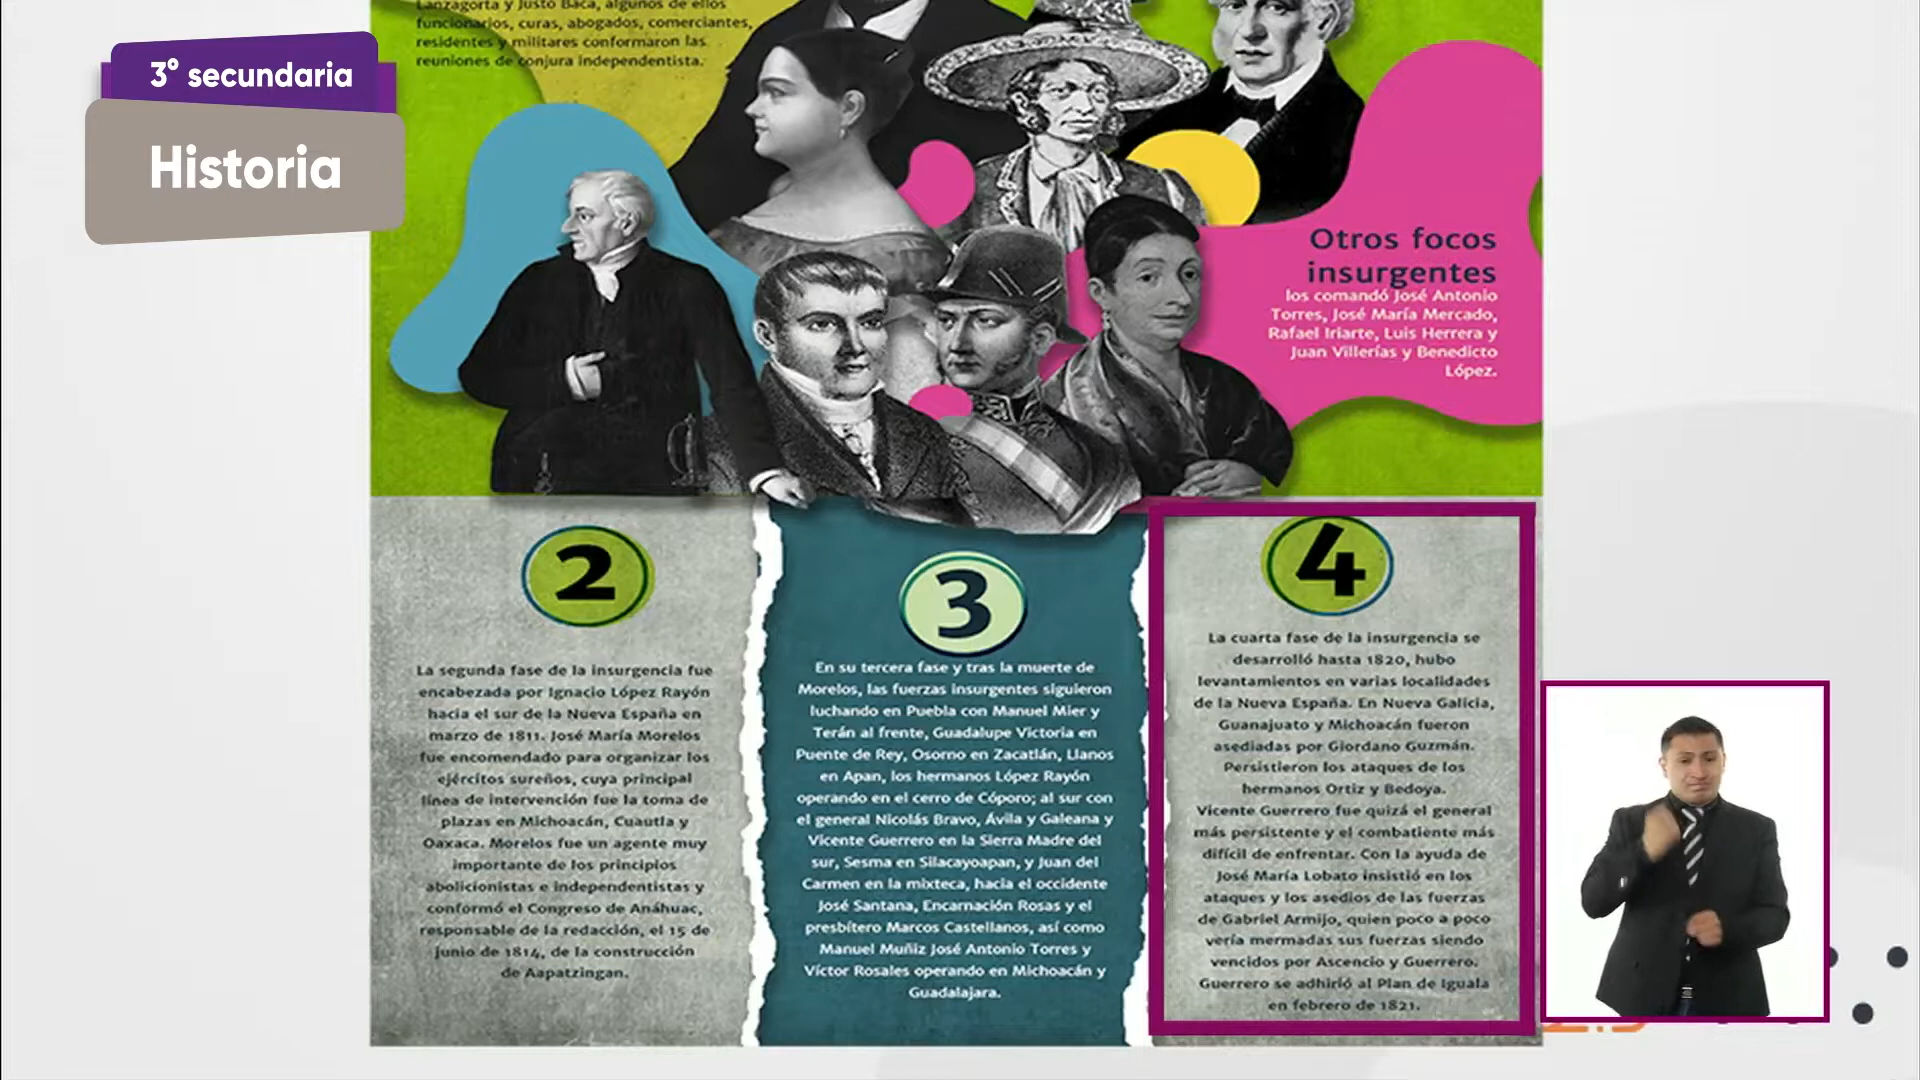 Lanzagorta y Justo Baca, algunos de ellos
funcionarios, curas, abogados, comerciantes,
residentes y militares conformaron las
reuniones de conjura independentista.
3° secundaria
Historia
Otros focos
insurgentes
los comandó José Antonio
Torres, José María Mercado,
Rafael Iriarte, Luis Herrera y
Juan Villerías y Benedicto
López.
2
La segunda fase de la insurgencia fue
encabezada por Ignacio López Rayón
hacia el sur de la Nueva España en
marzo de 1811. José María Morelos
fue encomendado para organizar los
ejércitos sureños, cuya principal
línea de intervención fue la toma de
plazas en Michoacán, Cuautla y
Oaxaca. Morelos fue un agente muy
importante de los principios
abolicionistas e independentistas y
conformó el Congreso de Anáhuac,
responsable de la redacción, el 15 de
junio de 1814, de la construcción
de Aapatzingan.
3
En su tercera fase y tras la muerte de
Morelos, las fuerzas insurgentes siguieron
luchando en Puebla con Manuel Mier y
Terán al frente, Guadalupe Victoria en
Puente de Rey, Osorno en Zacatlán, Llanos
en Apan, los hermanos López Rayón
operando en el cerro de Cóporo; al sur con
el general Nicolás Bravo, Ávila y Galeana y
Vicente Guerrero en la Sierra Madre del
sur, Sesma en Silacayoapan, y Juan del
Carmen en la mixteca, hacia el occidente
José Santana, Encarnación Rosas y el
presbítero Marcos Castellanos, así como
Manuel Muñiz José Antonio Torres y
Víctor Rosales operando en Michoacán y
Guadalajara.
4
La cuarta fase de la insurgencia se
desarrolló hasta 1820, hubo
levantamientos en varias localidades
de la Nueva España. En Nueva Galicia,
Guanajuato y Michoacán fueron
asediadas por Giordano Guzmán.
Persistieron los ataques de los
hermanos Ortiz y Bedoya.
Vicente Guerrero fue quizá el general
más persistente y el combatiente más
difícil de enfrentar. Con la ayuda de
José María Lobato insistió en los
ataques y los asedios de las fuerzas
de Gabriel Armijo, quien poco a poco
vería mermadas sus fuerzas siendo
vencidos por Ascencio y Guerrero.
Guerrero se adhirió al Plan de Iguala
en febrero de 1821.